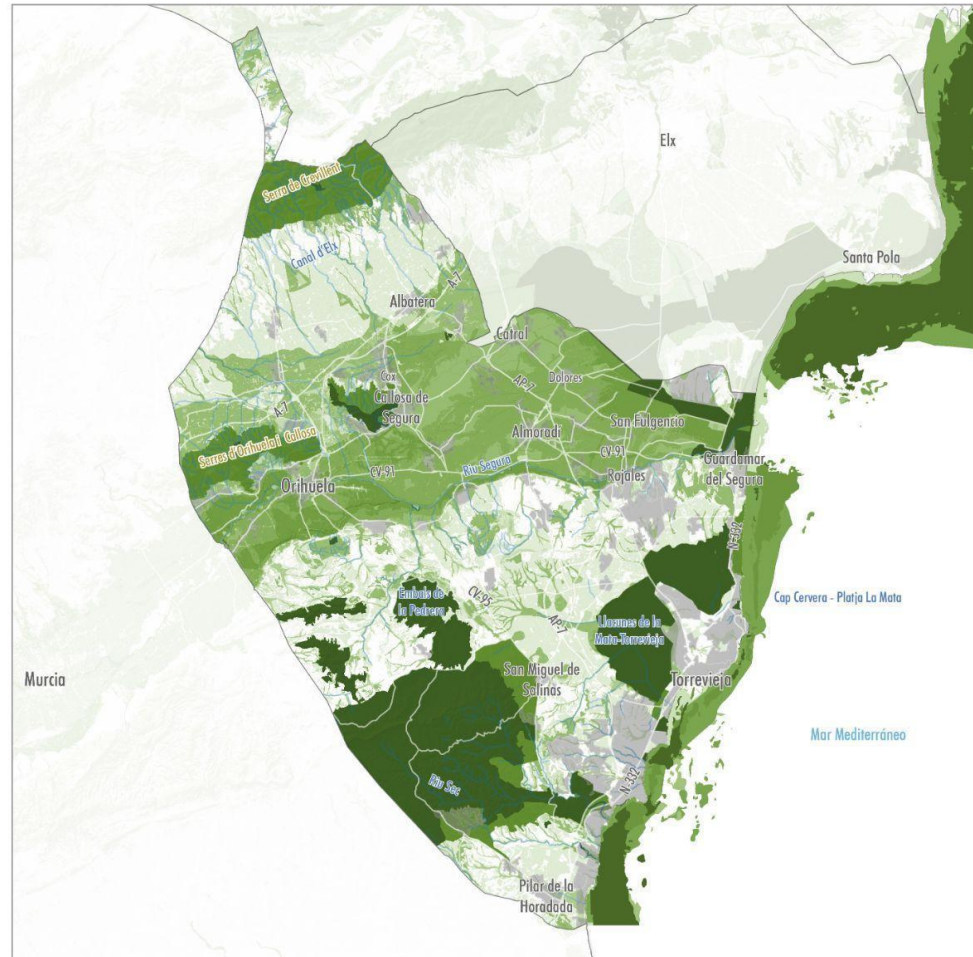 Elx
Serra de Crevillent
Canal d'Elx
Santa Pola
A-7
Albatera
Catral
Cox
AP-7
Dolores
Callosa de
Segura
A-7
San Fulgencio
Almoradí
Serres d'Orihuela i Callosa
CV-91
Guardamar
del Segura
Riu Segura
CV-91
Rojales
Orihuela
N-332
Embals de
la Pedrera
CV-95
Cap Cervera - Platja La Mata
AP-7
Llacunes de la
Mata-Torrevieja
San Miguel de
Salinas
Murcia
Torrevieja
Mar Mediterráneo
Riu Sec
N-332
Pilar de la
Horadada